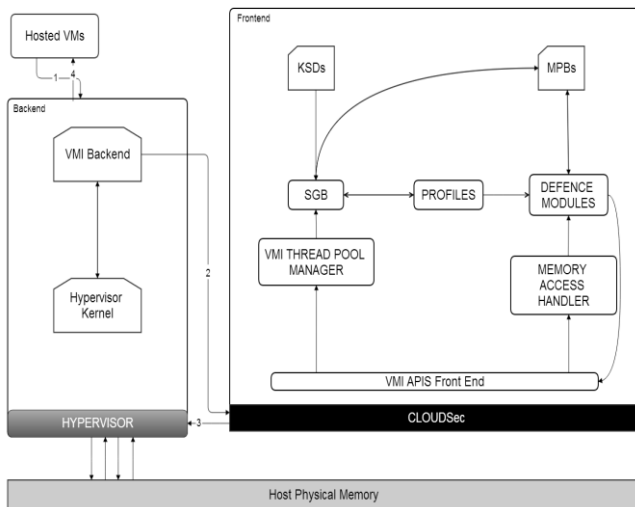 Hosted VMs
1
4
Backend
VMI Backend
Hypervisor
Kernel
HYPERVISOR
2
3
Frontend
KSDs
MPBs
SGB
PROFILES
DEFENCE
MODULES
VMI THREAD POOL
MANAGER
MEMORY
ACCESS
HANDLER
VMI APIS Front End
CLOUDSec
Host Physical Memory